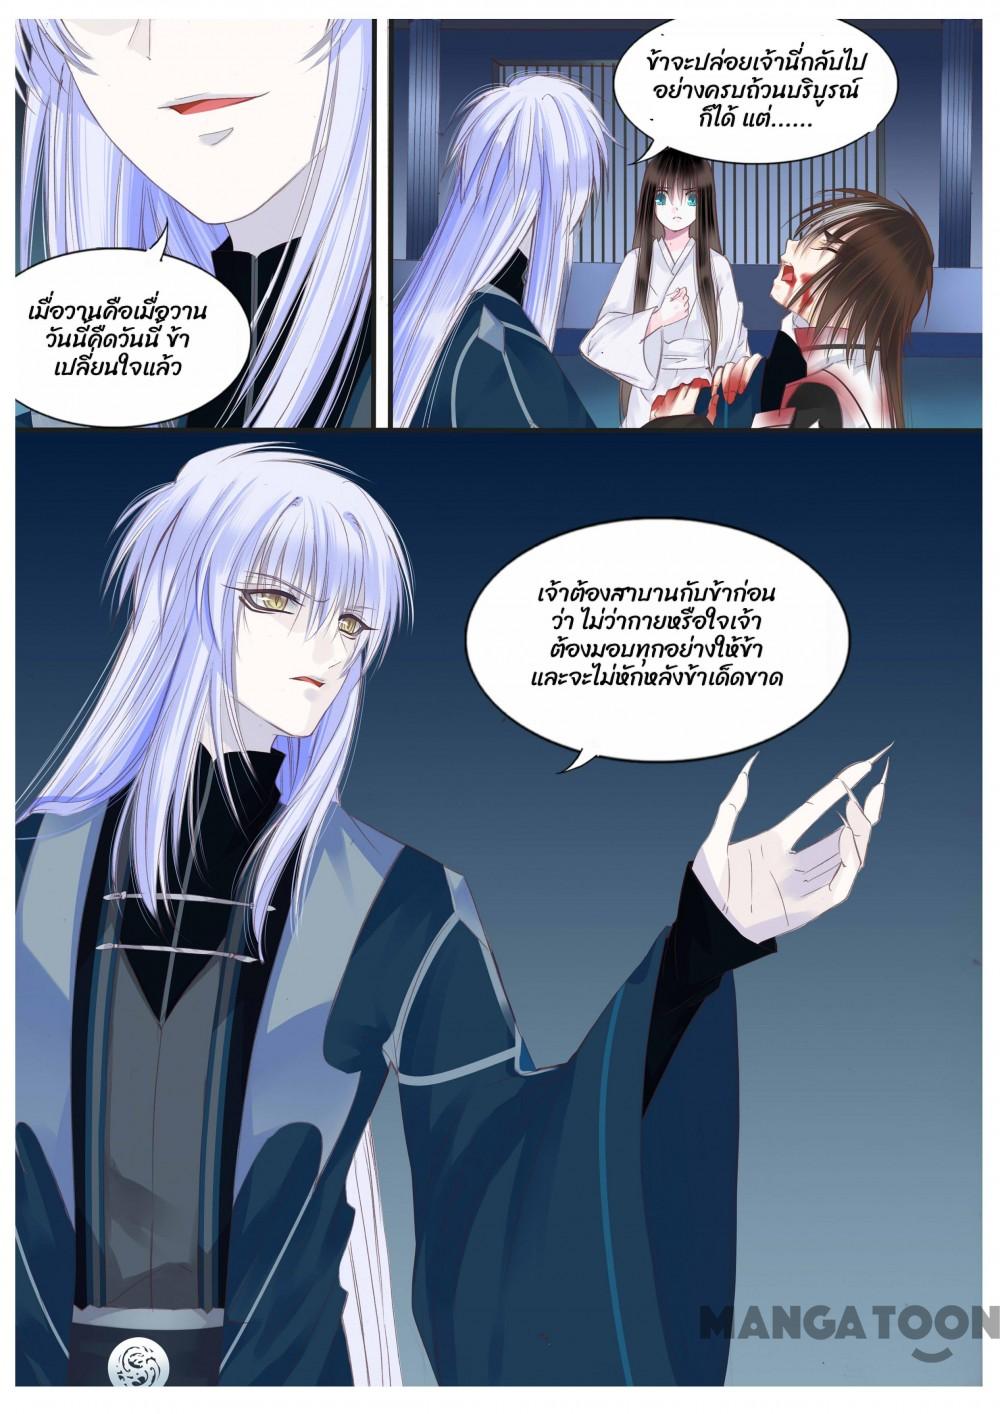 เมื่อวานคือเมื่อวาน
วันนี้คืดวันนี้ ข้า
เปลี่ยนใจแล้ว
ข้าจะปล่อยเจ้านี่กลับไป
อย่างครบถ้วนบริบูรณ์
ก็ได้ แต่......
เจ้าต้องสาบานกับข้าก่อน
ว่า ไม่ว่ากายหรือใจเจ้า
ต้องมอบทุกอย่างให้ข้า
และจะไม่หักหลังข้าเด็ดขาด
MANGATOON